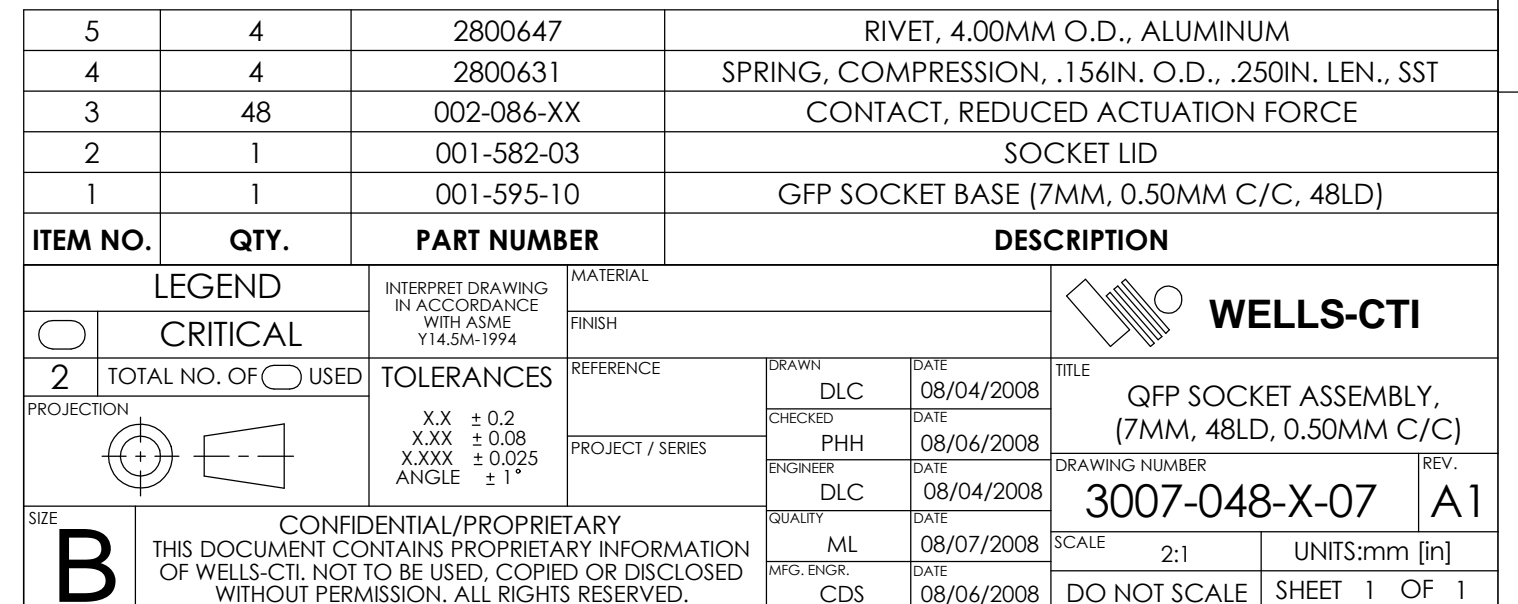 5 4 2800647 RIVET, 4.00MM O.D., ALUMINUM
4 4 2800631 SPRING, COMPRESSION, .156IN. O.D., .250IN. LEN., SST
3 48 002-086-XX CONTACT, REDUCED ACTUATION FORCE
2 1 001-582-03 SOCKET LID
1 1 001-595-10 GFP SOCKET BASE (7MM, 0.50MM C/C, 48LD)
ITEM NO. QTY. PART NUMBER DESCRIPTION
LEGEND
CRITICAL
2 TOTAL NO. OF USED
PROJECTION
INTERPRET DRAWING
IN ACCORDANCE
WITH ASME
Y14.5M-1994
TOLERANCES
X.X ± 0.2
X.XX ± 0.08
X.XXX ± 0.025
ANGLE ± 1°
MATERIAL
FINISH
REFERENCE
PROJECT / SERIES
DRAWN DATE
DLC 08/04/2008
CHECKED DATE
PHH 08/06/2008
ENGINEER DATE
DLC 08/04/2008
QUALITY DATE
ML 08/07/2008
MFG. ENGR. DATE
CDS 08/06/2008
WELLS-CTI
TITLE
QFP SOCKET ASSEMBLY,
(7MM, 48LD, 0.50MM C/C)
DRAWING NUMBER REV.
3007-048-X-07 A1
SCALE 2:1 UNITS:mm [in]
DO NOT SCALE SHEET 1 OF 1
SIZE
B
CONFIDENTIAL/PROPRIETARY
THIS DOCUMENT CONTAINS PROPRIETARY INFORMATION
OF WELLS-CTI. NOT TO BE USED, COPIED OR DISCLOSED
WITHOUT PERMISSION. ALL RIGHTS RESERVED.